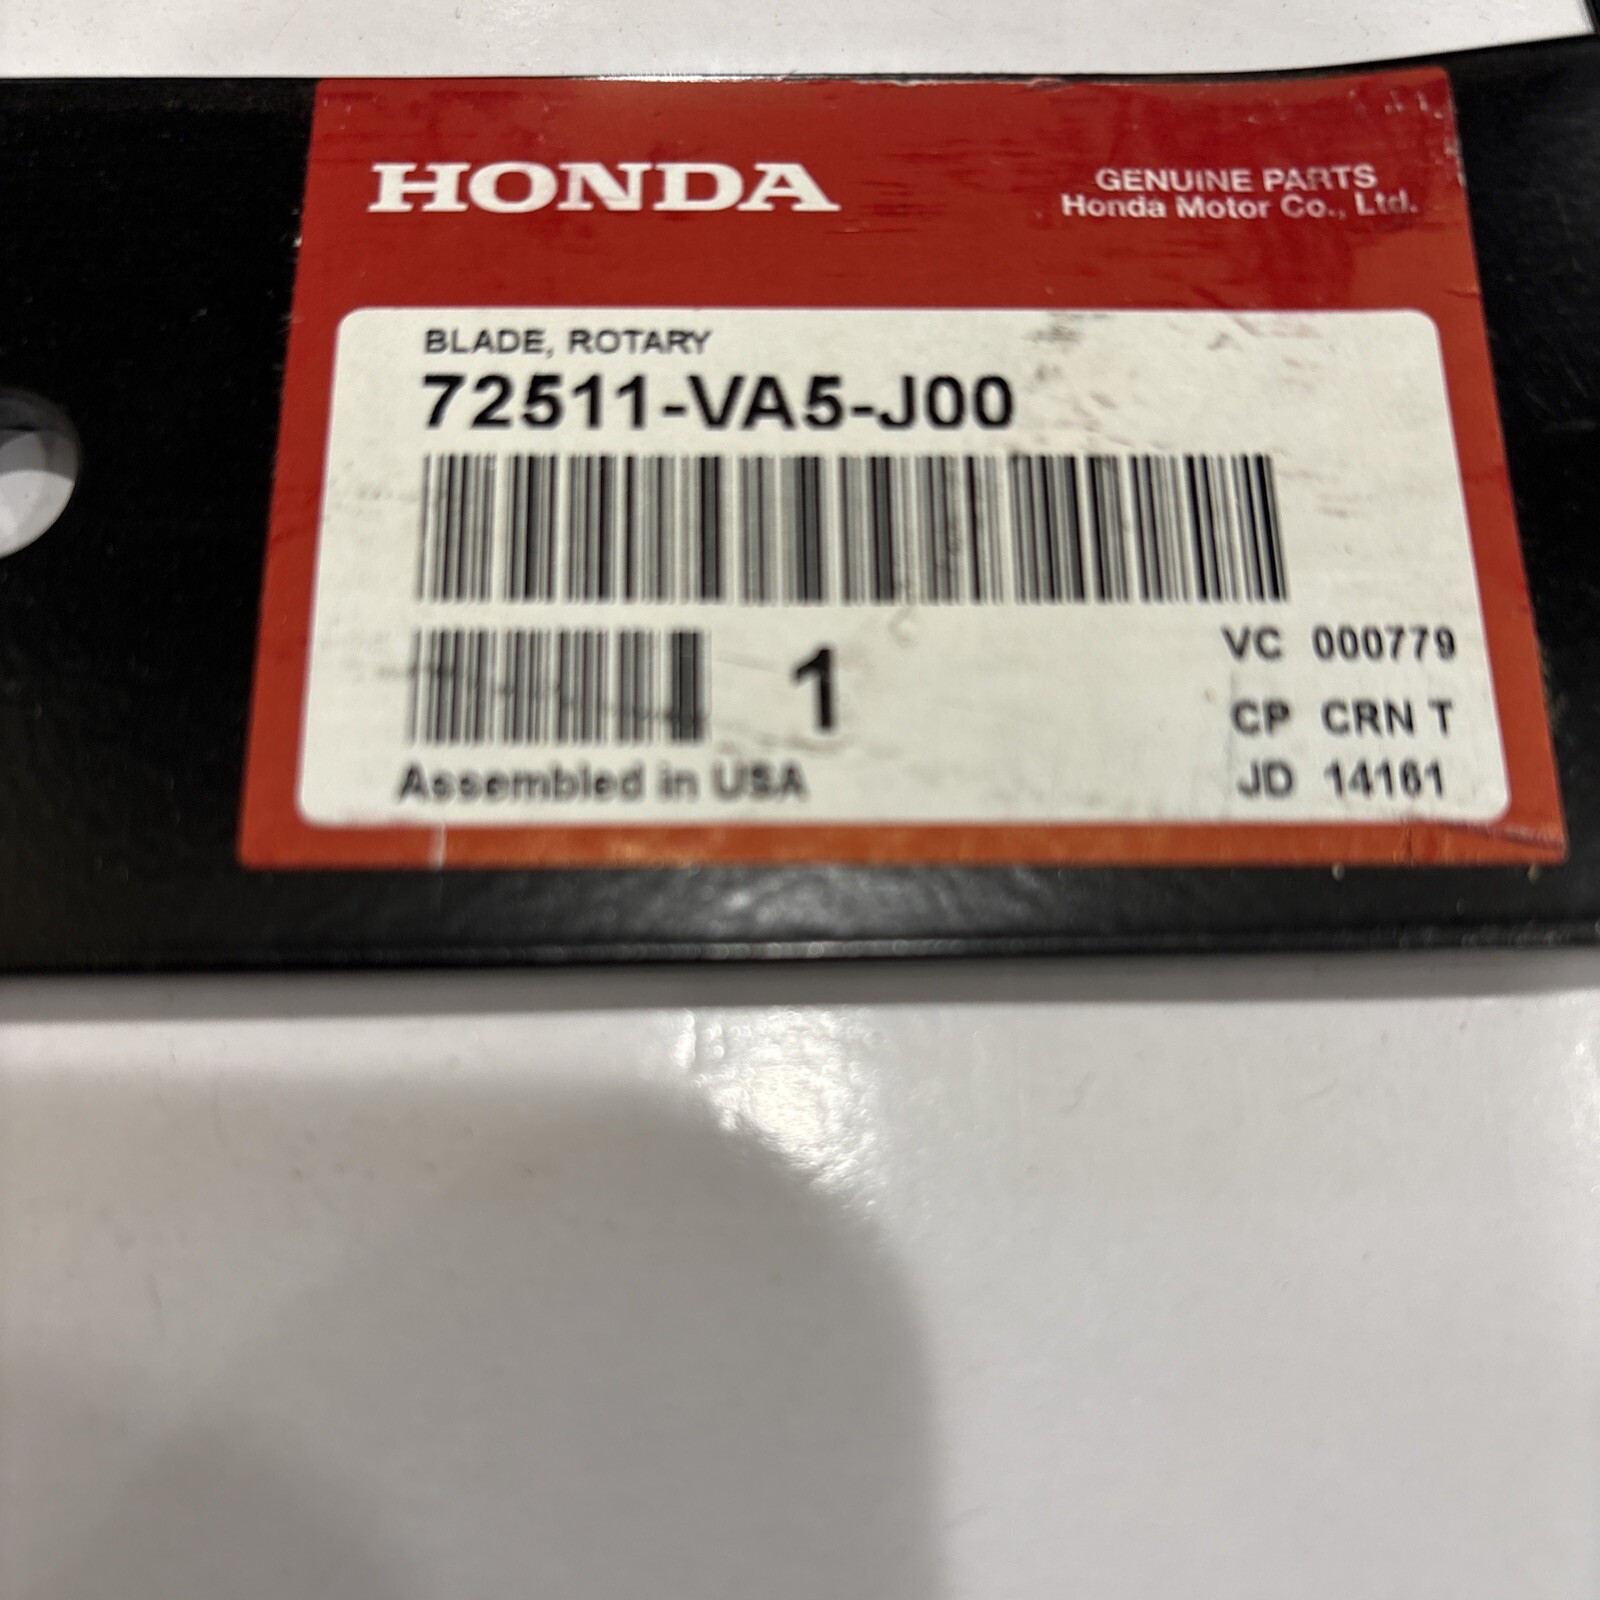 HONDA
GENUINE PARTS
Honda Motor Co., Ltd.
BLADE, ROTARY
72511-VA5-J00
1
VC 000779
CP CRN T
JD 14161
Assembled in USA